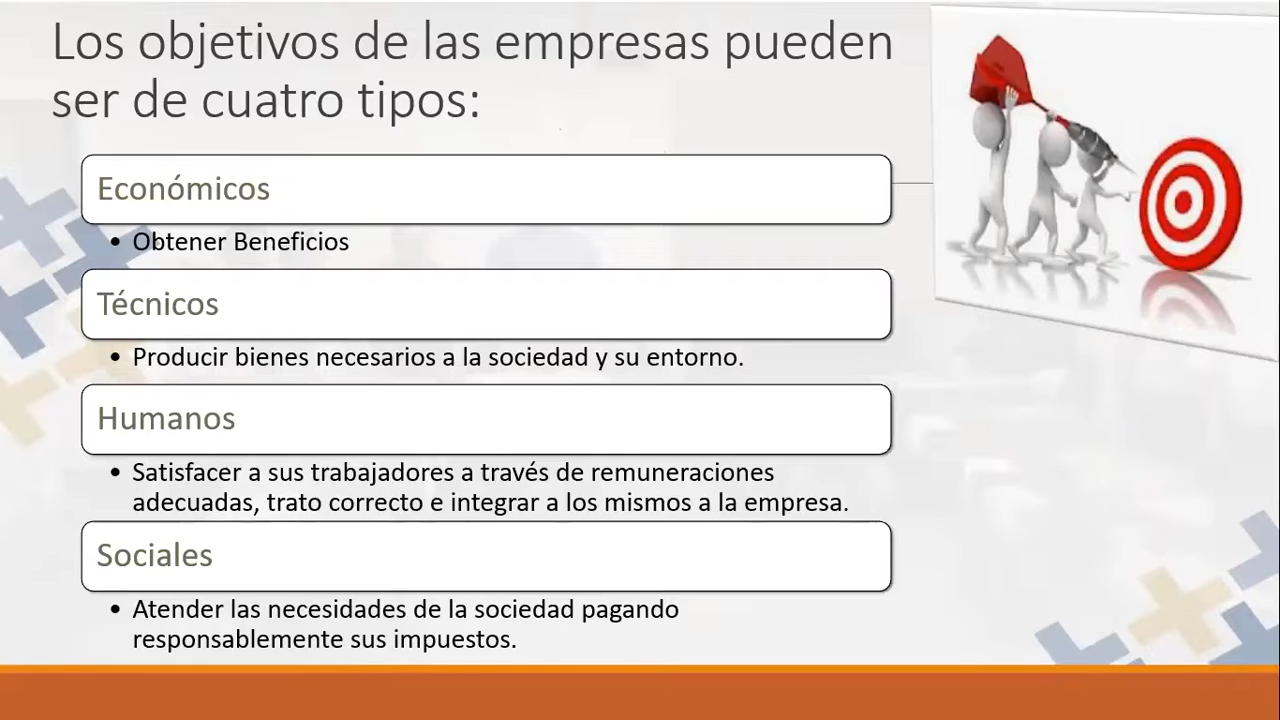 Los objetivos de las empresas pueden
ser de cuatro tipos:
Económicos
• Obtener Beneficios
Técnicos
• Producir bienes necesarios a la sociedad y su entorno.
Humanos
• Satisfacer a sus trabajadores a través de remuneraciones
adecuadas, trato correcto e integrar a los mismos a la empresa.
Sociales
• Atender las necesidades de la sociedad pagando
responsablemente sus impuestos.